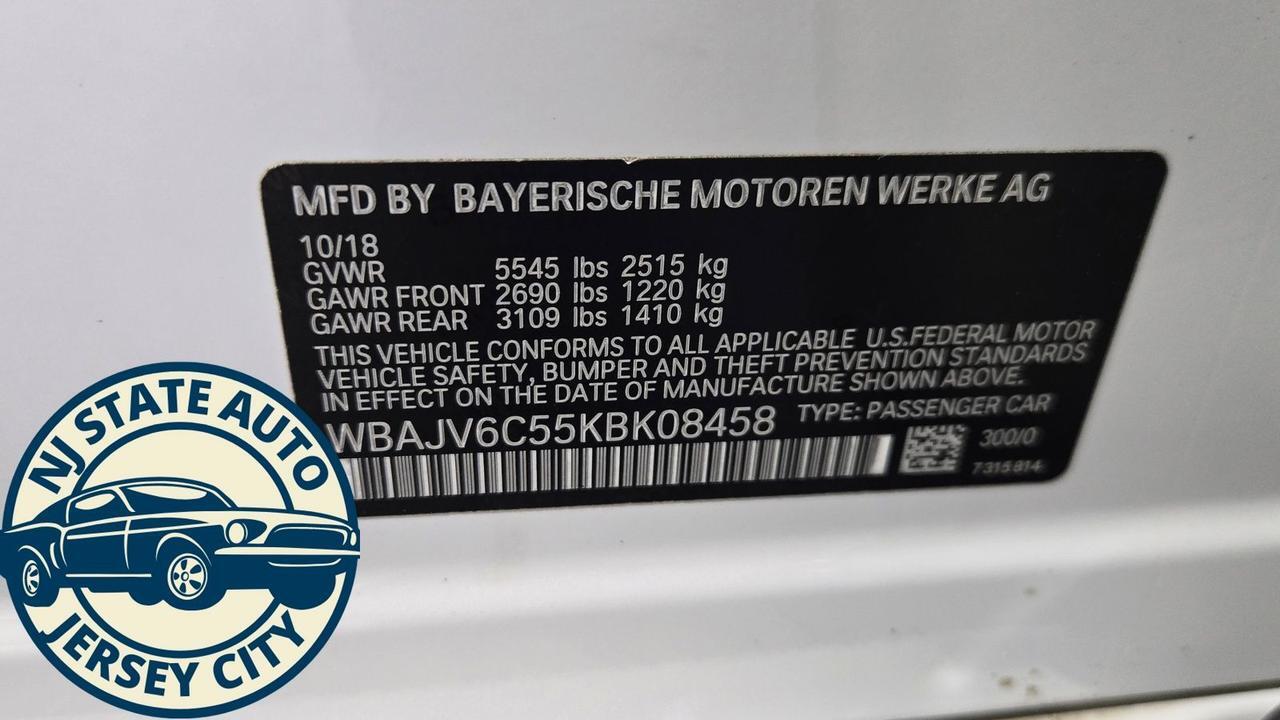 MFD BY BAYERISCHE MOTOREN WERKE AG
10/18
GVWR 5545 lbs 2515 kg
GAWR FRONT 2690 lbs 1220 kg
GAWR REAR 3109 lbs 1410 kg
THIS VEHICLE CONFORMS TO ALL APPLICABLE U.S.FEDERAL MOTOR
VEHICLE SAFETY, BUMPER AND THEFT PREVENTION STANDARDS
IN EFFECT ON THE DATE OF MANUFACTURE SHOWN ABOVE.
WBAJV6C55KBK08458 TYPE: PASSENGER CAR
300/0
7315814
NJ STATE AUTO
JERSEY CITY